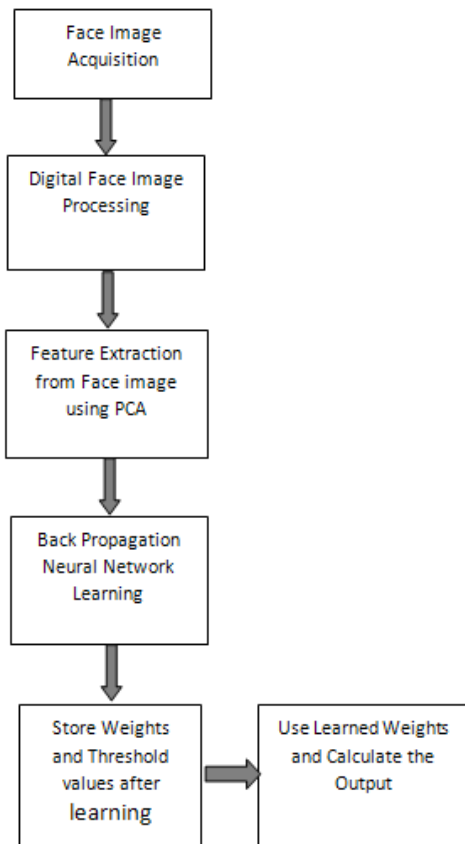 Face Image
Acquisition
Digital Face Image
Processing
Feature Extraction
from Face image
using PCA
Back Propagation
Neural Network
Learning
Store Weights
and Threshold
values after
learning
Use Learned Weights
and Calculate the
Output